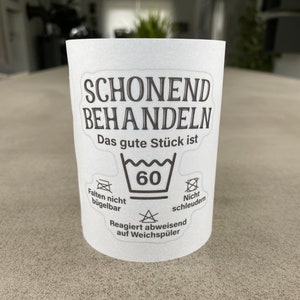 SCHONEND
BEHANDELN
Das gute Stück ist
60
Falten nicht
bügelbar
Nicht
schleudern
Reagiert abweisend
auf Weichspüler